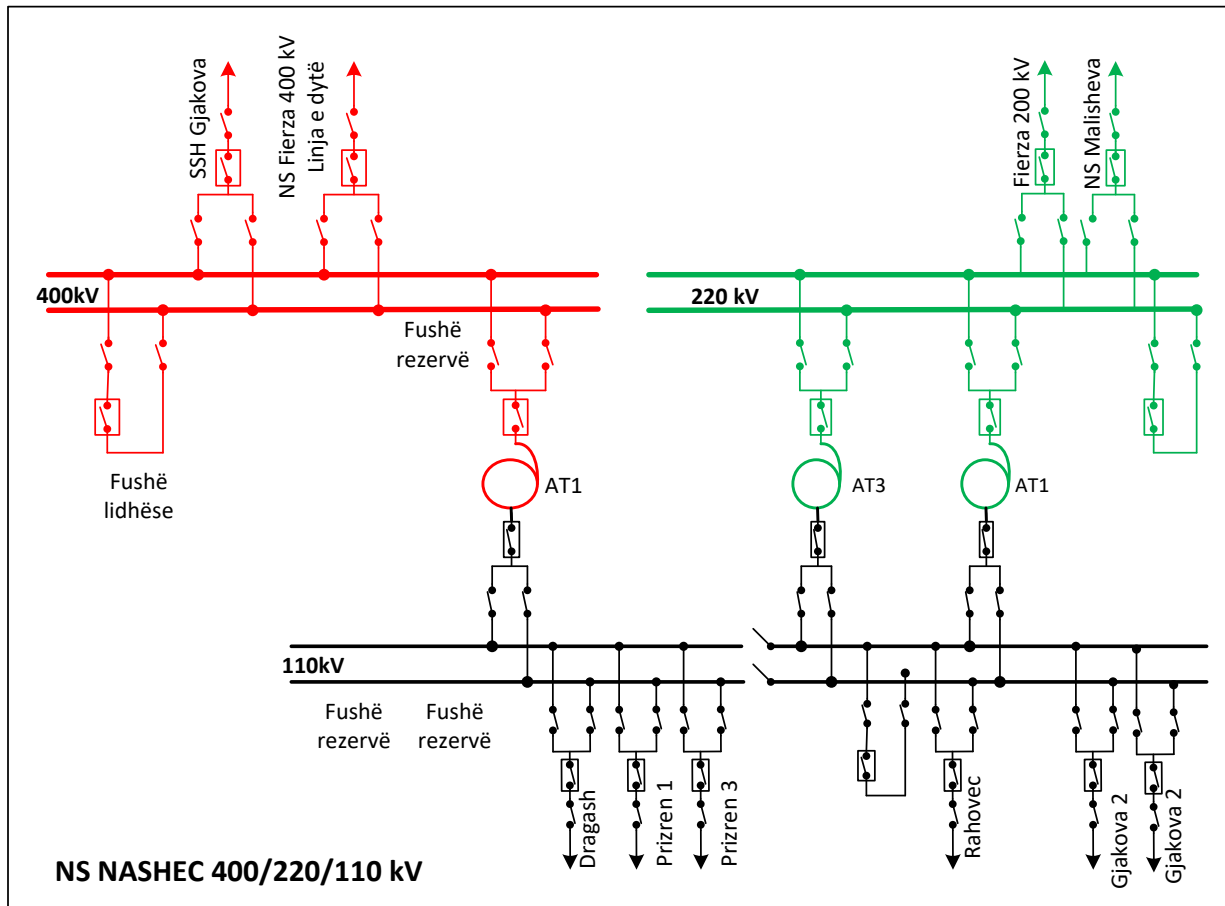 SSH Gjakova
NS Fierza 400 kV
Linja e dytë
Fierza 200 kV
NS Malisheva
400kV
220 kV
Fushë
rezervë
Fushë
lidhëse
AT1
AT3
AT1
110kV
Fushë
rezervë
Fushë
rezervë
Dragash
Prizren 1
Prizren 3
Rahovec
Gjakova 2
Gjakova 2
NS NASHEC 400/220/110 kV